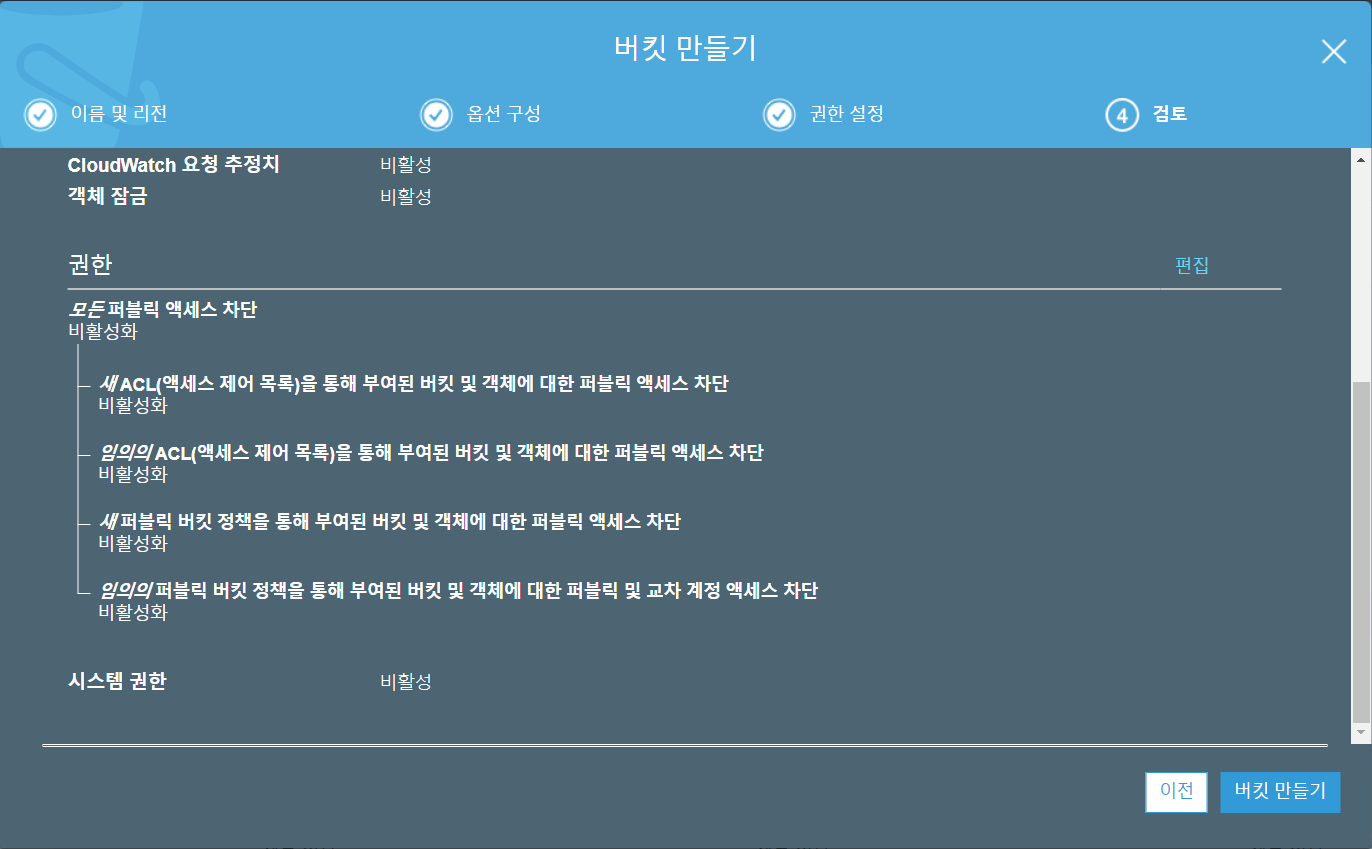 버킷 만들기
이름 및 리전
옵션 구성
권한 설정
4 검토
CloudWatch 요청 추정치 비활성
객체 잠금 비활성
권한 편집
모든 퍼블릭 액세스 차단
비활성화
새 ACL(액세스 제어 목록)을 통해 부여된 버킷 및 객체에 대한 퍼블릭 액세스 차단
비활성화
임의의 ACL(액세스 제어 목록)을 통해 부여된 버킷 및 객체에 대한 퍼블릭 액세스 차단
비활성화
새 퍼블릭 버킷 정책을 통해 부여된 버킷 및 객체에 대한 퍼블릭 액세스 차단
비활성화
임의의 퍼블릭 버킷 정책을 통해 부여된 버킷 및 객체에 대한 퍼블릭 및 교차 계정 액세스 차단
비활성화
시스템 권한 비활성
이전 버킷 만들기